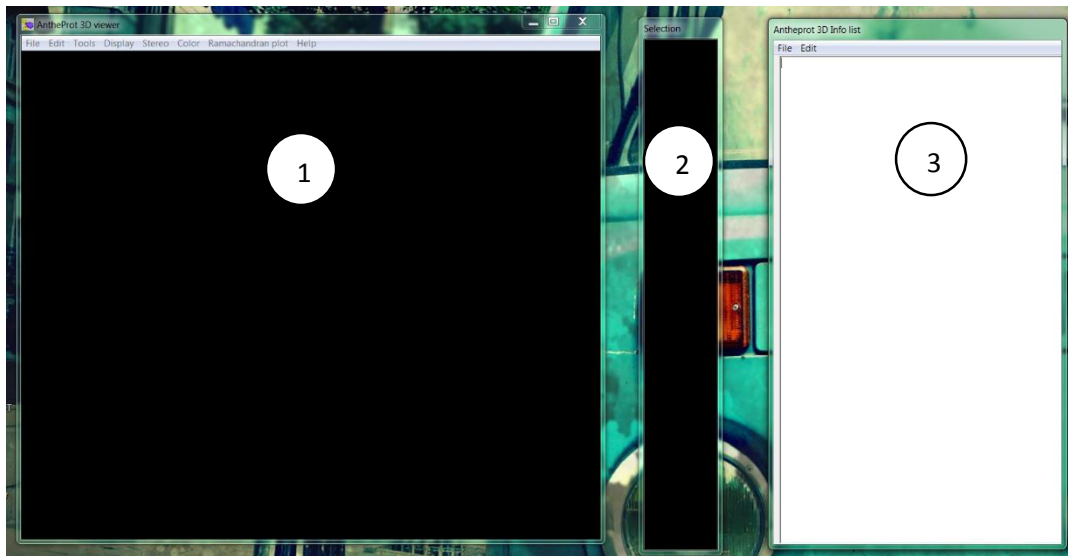 AntheProt 3D viewer
File Edit Tools Display Stereo Color Ramachandran plot Help
1
Selection
2
Antheprot 3D Info list
File Edit
3